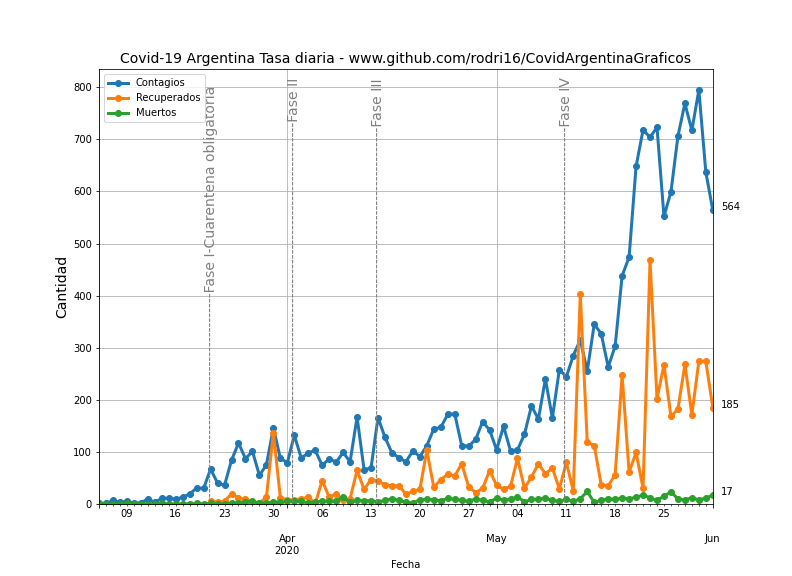 Covid-19 Argentina Tasa diaria - www.github.com/rodri16/CovidArgentinaGraficos
Contagios
Recuperados
Muertos
Fase I-Cuarentena obligatoria
Fase II
Fase III
Fase IV
Cantidad
800
700
600
500
400
300
200
100
0
564
185
17
09 16 23 30 06 13 20 27 04 11 18 25
Apr May Jun
2020
Fecha